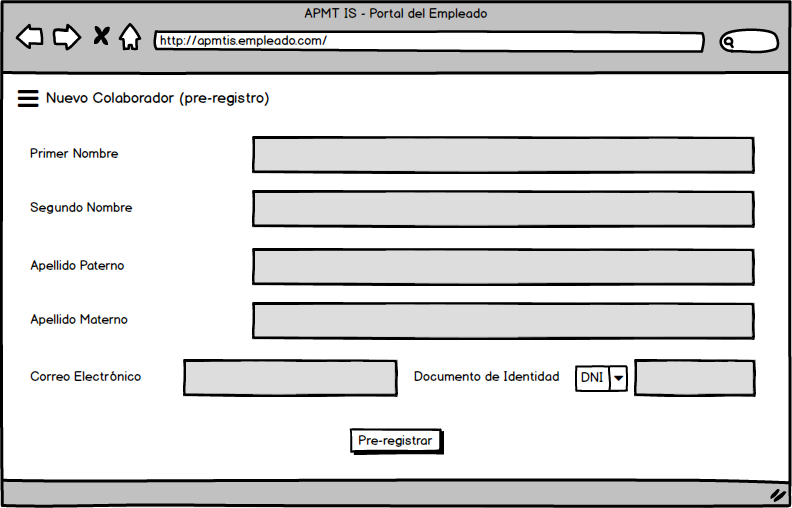 APMT IS - Portal del Empleado
http://apmtis.empleado.com/
Nuevo Colaborador (pre-registro)
Primer Nombre
Segundo Nombre
Apellido Paterno
Apellido Materno
Correo Electrónico Documento de Identidad DNI
Pre-registrar